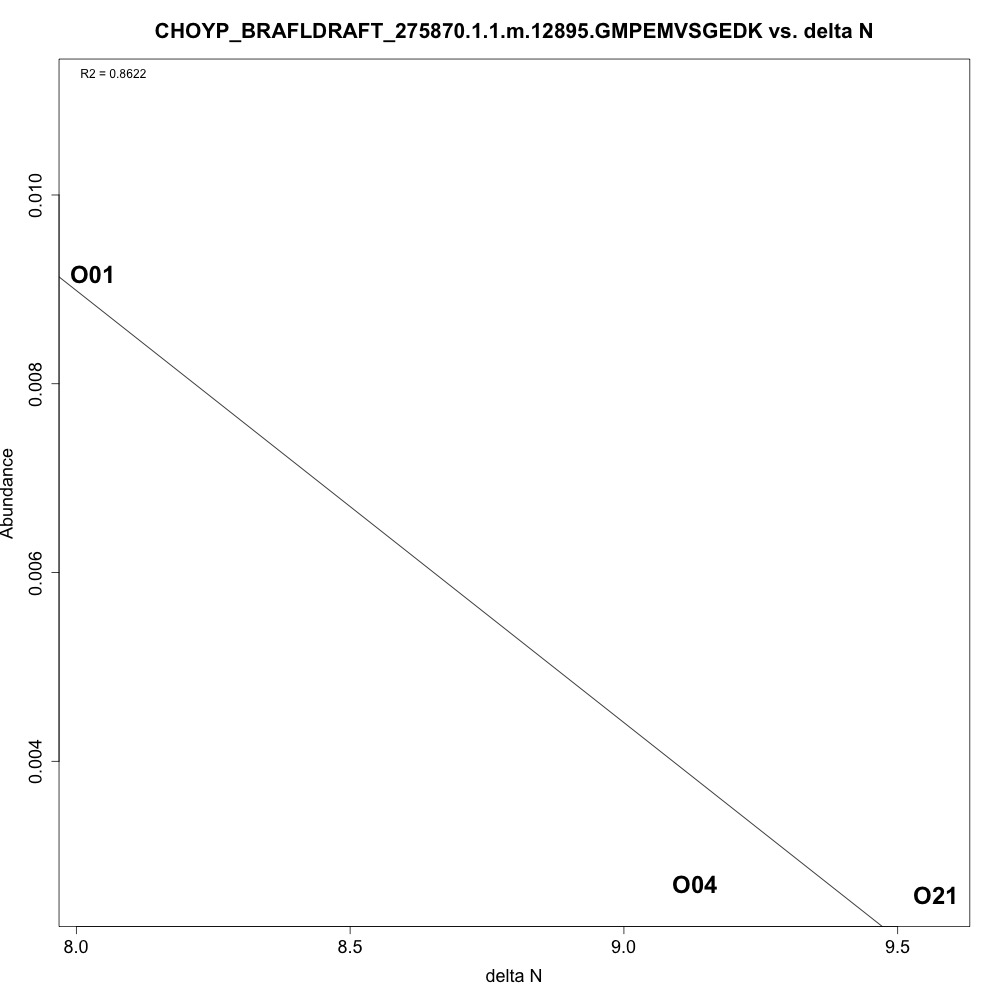 CHOYP_BRAFLDRAFT_275870.1.1.m.12895.GMPEMVSGEDK vs. delta N
R2 = 0.8622
0.010
O01
0.008
Abundance
0.006
0.004
O04
O21
8.0 8.5 9.0 9.5
delta N